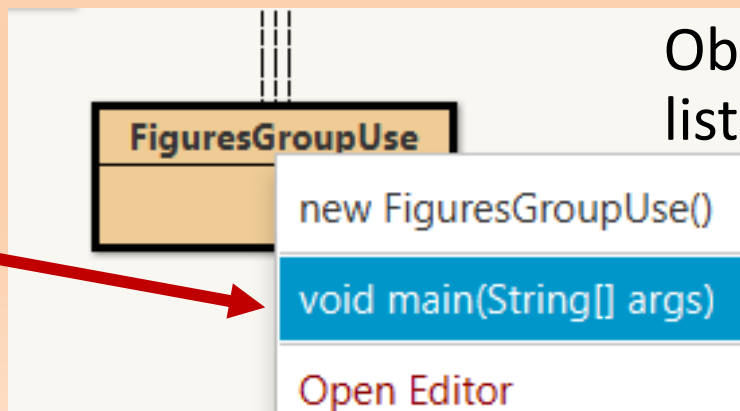 Ob
list
FiguresGroupUse
new FiguresGroupUse()
void main(String[] args)
Open Editor